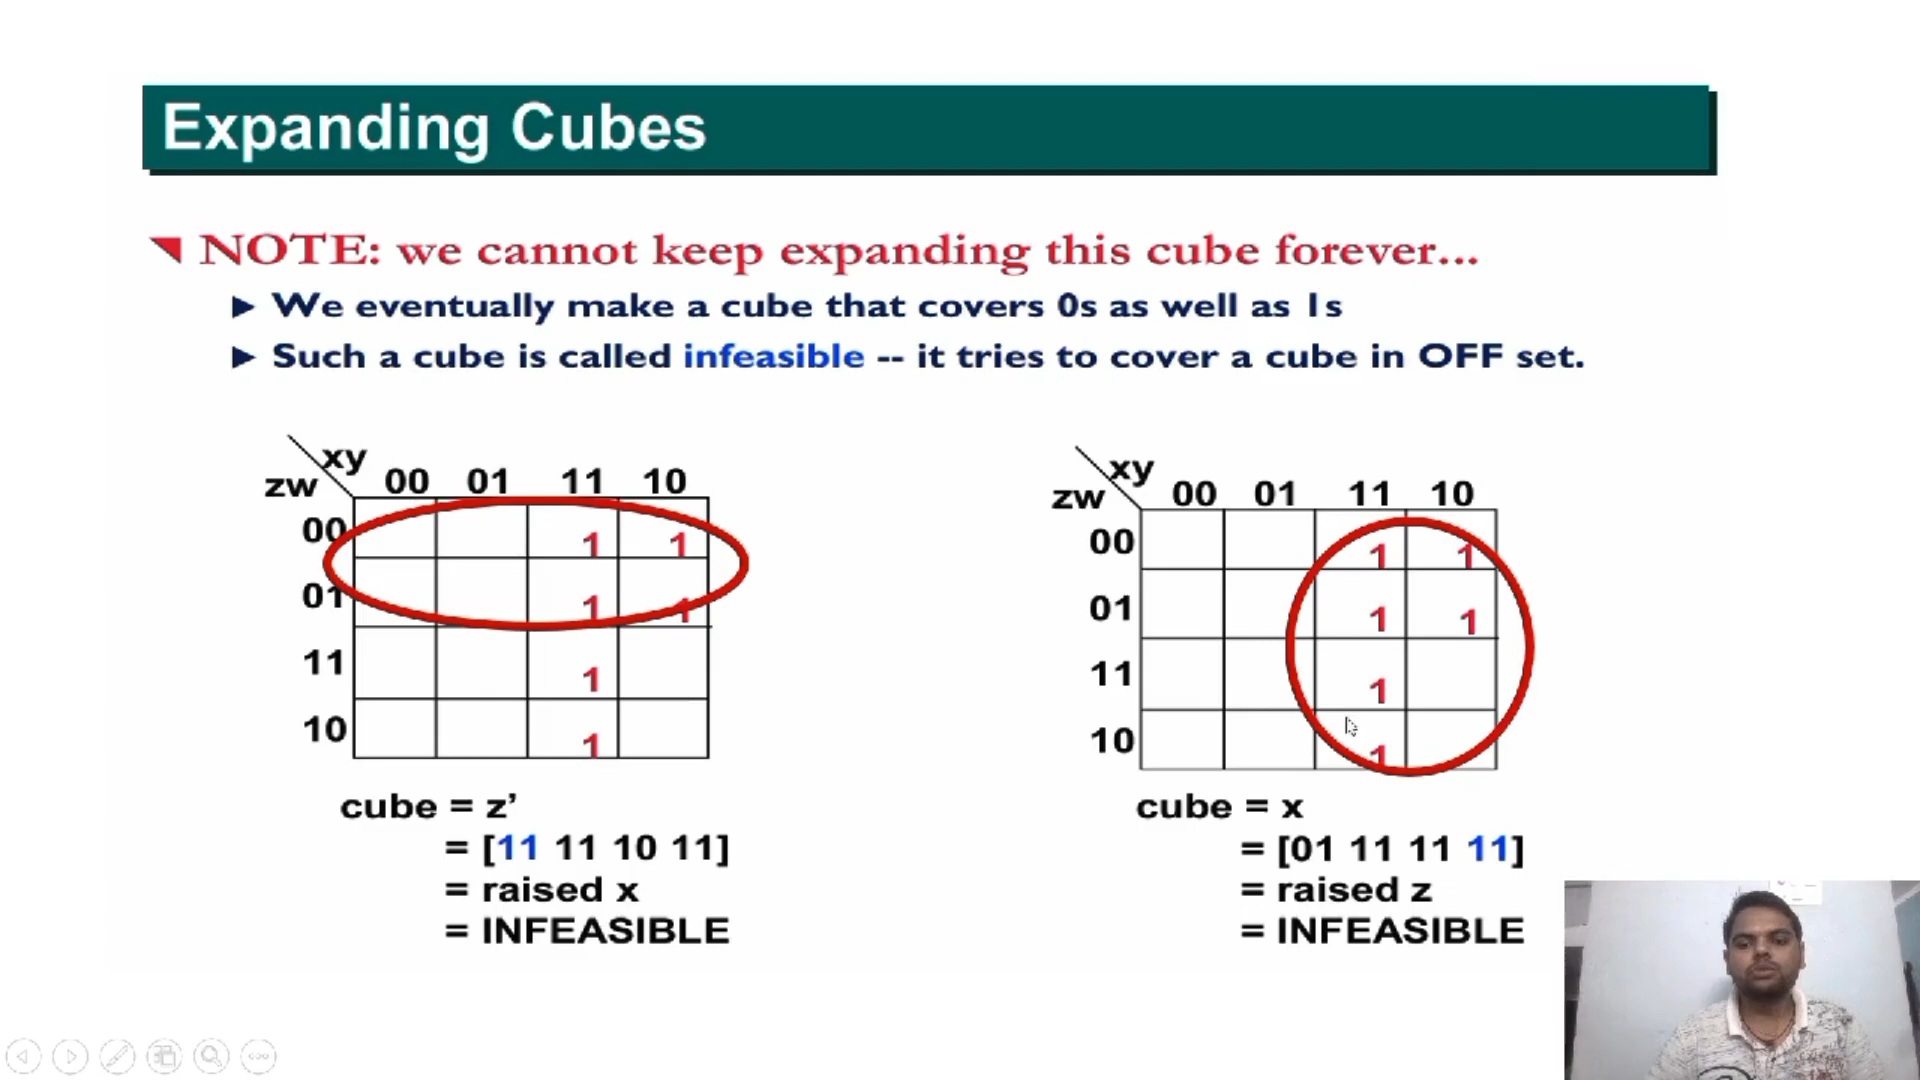 Expanding Cubes
NOTE: we cannot keep expanding this cube forever...
We eventually make a cube that covers 0s as well as 1s
Such a cube is called infeasible -- it tries to cover a cube in OFF set.
xy
zw 00 01 11 10
00 1 1
01 1 1
11 1
10 1
cube = z’
= [11 11 10 11]
= raised x
= INFEASIBLE
xy
zw 00 01 11 10
00 1 1
01 1 1
11 1
10 1
cube = x
= [01 11 11 11]
= raised z
= INFEASIBLE